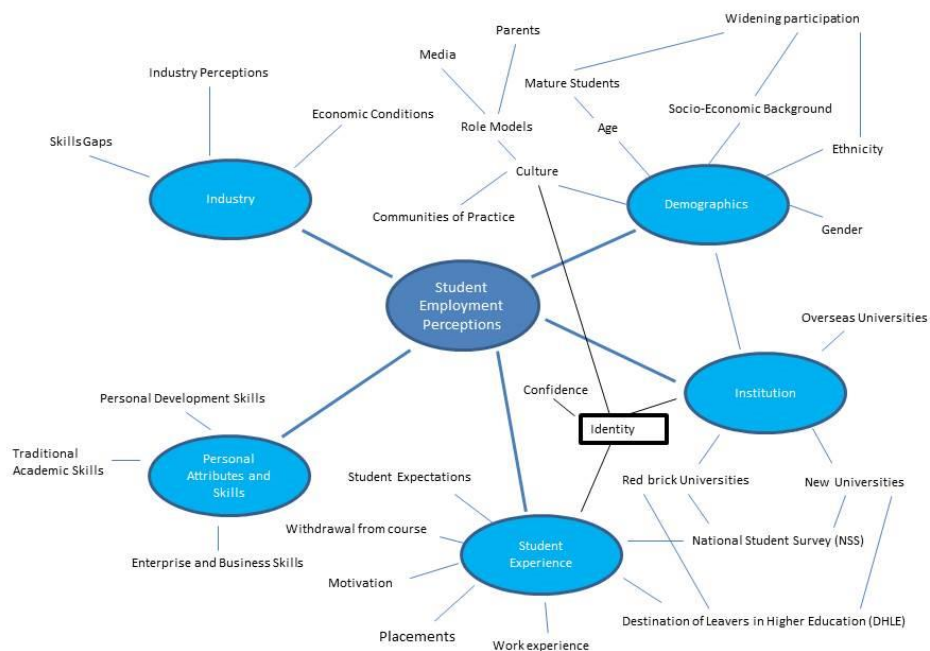 Widening participation
Parents
Media
Industry Perceptions
Mature Students
Economic Conditions
Socio-Economic Background
Role Models
Age
Skills Gaps
Ethnicity
Culture
Industry
Demographics
Communities of Practice
Gender
Student
Employment
Perceptions
Overseas Universities
Confidence
Institution
Personal Development Skills
Identity
Traditional
Academic Skills
Personal
Attributes and
Skills
Student Expectations
Red brick Universities
New Universities
Withdrawal from course
National Student Survey (NSS)
Student
Experience
Enterprise and Business Skills
Motivation
Destination of Leavers in Higher Education (DHLE)
Placements
Work experience